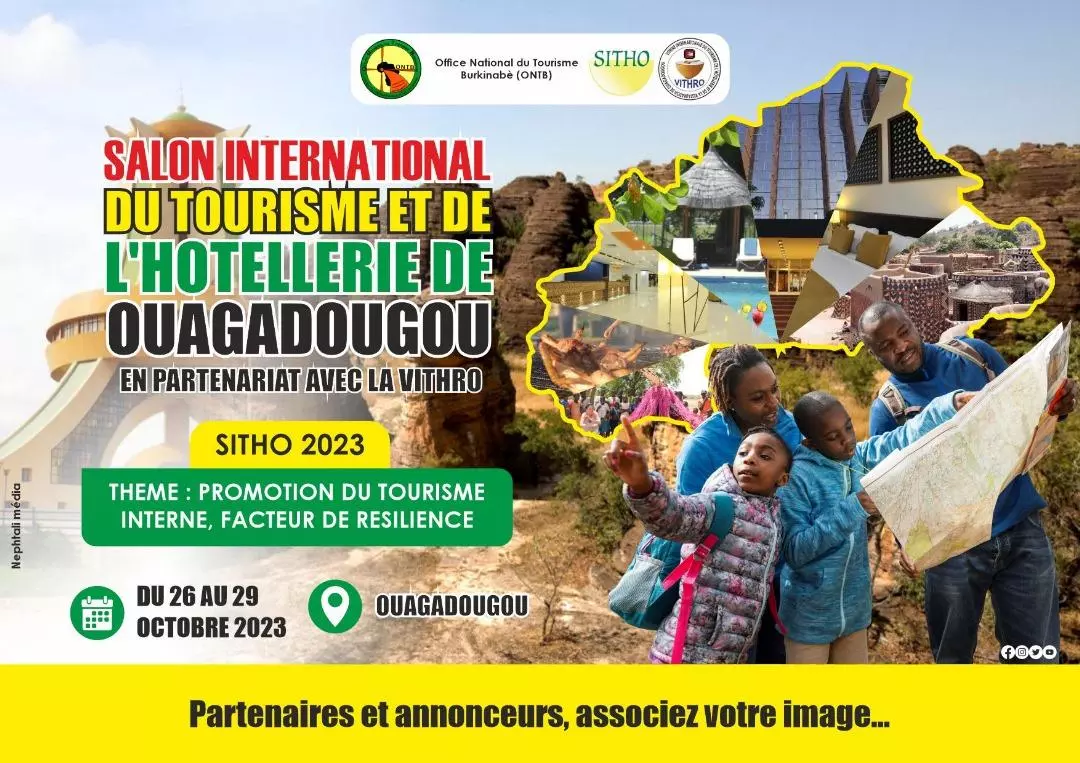 ONTB
Office National du Tourisme
Burkinabè (ONTB)
SITHO
VITHRO
SALON INTERNATIONAL
DU TOURISME ET DE
L'HOTELLERIE DE
OUAGADOUGOU
EN PARTENARIAT AVEC LA VITHRO
SITHO 2023
THEME : PROMOTION DU TOURISME
INTERNE, FACTEUR DE RESILIENCE
Nephtali média
DU 26 AU 29
OCTOBRE 2023
OUAGADOUGOU
Partenaires et annonceurs, associez votre image...